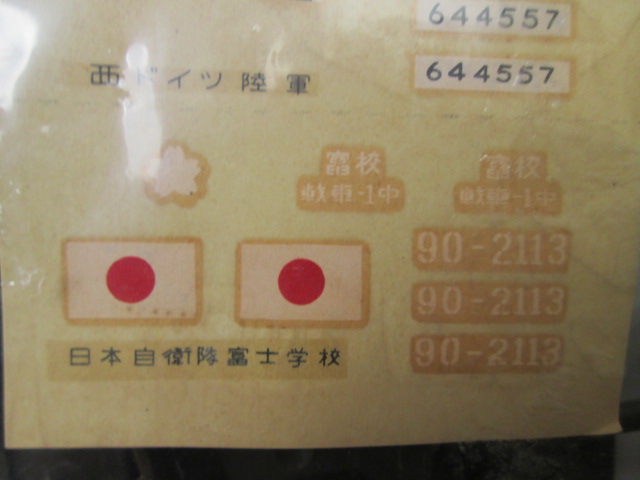 644557
644557
西ドイツ陸軍
富校
戦車-1中
富校
戦車-1中
90-2113
90-2113
90-2113
日本自衛隊富士学校